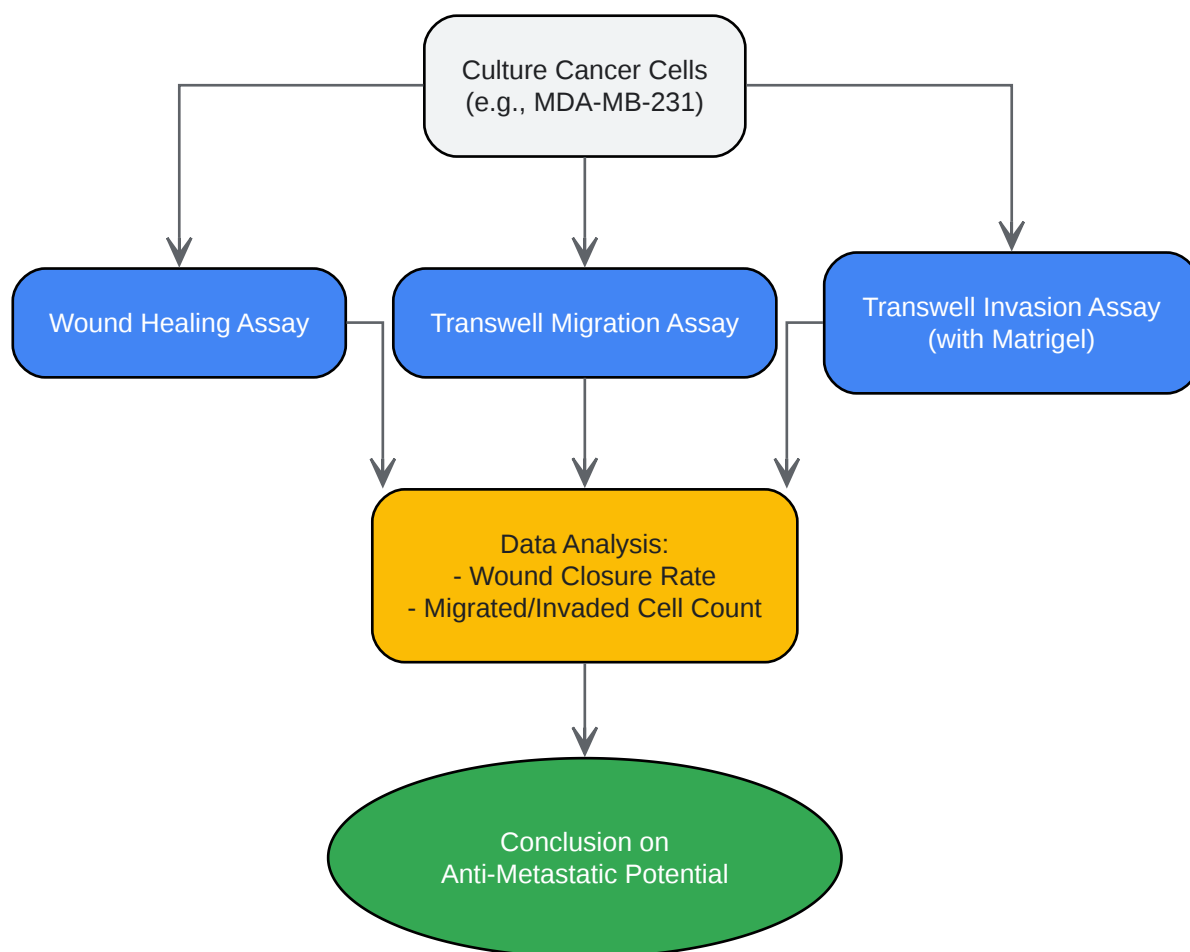 Culture Cancer Cells
(e.g., MDA-MB-231)
Wound Healing Assay
Transwell Migration Assay
Transwell Invasion Assay
(with Matrigel)
Data Analysis:
- Wound Closure Rate
- Migrated/Invaded Cell Count
Conclusion on
Anti-Metastatic Potential